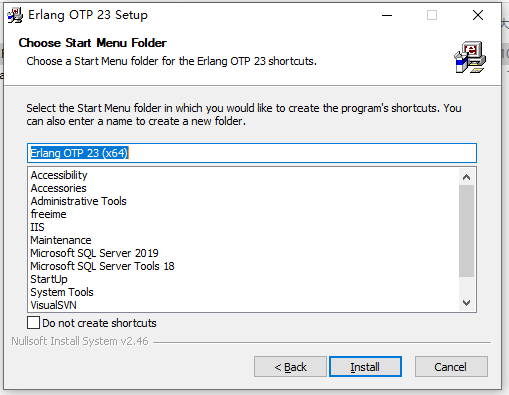 Erlang OTP 23 Setup
Choose Start Menu Folder
Choose a Start Menu folder for the Erlang OTP 23 shortcuts.
Select the Start Menu folder in which you would like to create the program's shortcuts. You
can also enter a name to create a new folder.
Erlang OTP 23 (x64)
Accessibility
Accessories
Administrative Tools
freeime
IIS
Maintenance
Microsoft SQL Server 2019
Microsoft SQL Server Tools 18
StartUp
System Tools
VisualSVN
Do not create shortcuts
Nullsoft Install System v2.46
< Back
Install
Cancel